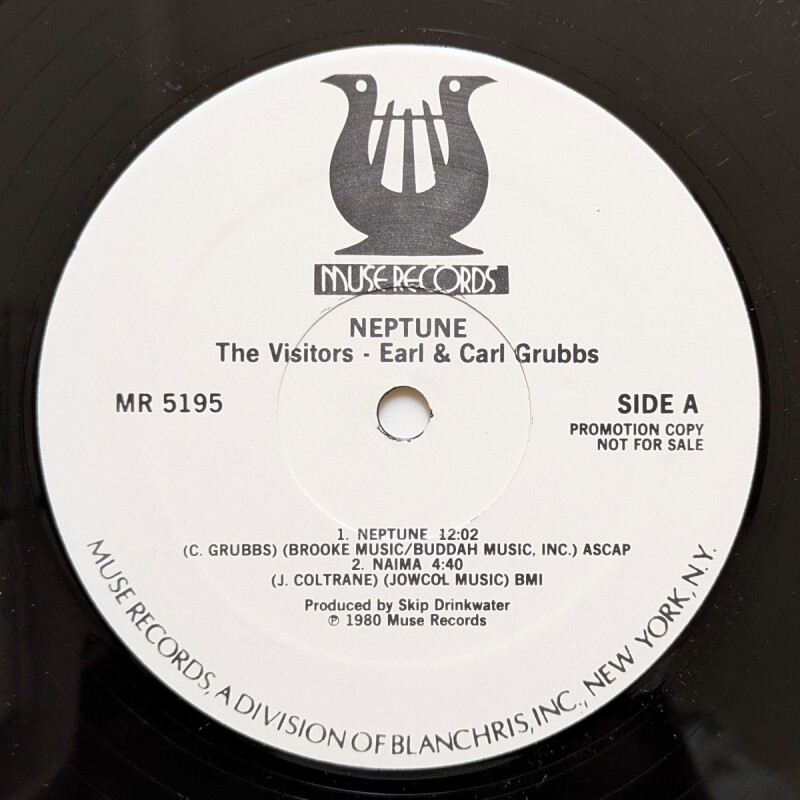 MUSE RECORDS
NEPTUNE
The Visitors - Earl & Carl Grubbs
MR 5195
SIDE A
PROMOTION COPY
NOT FOR SALE
1. NEPTUNE 12:02
(C. GRUBBS) (BROOKE MUSIC/BUDDAH MUSIC, INC.) ASCAP
2. NAIMA 4:40
(J. COLTRANE) (JOWCOL MUSIC) BMI
Produced by Skip Drinkwater
℗ 1980 Muse Records
MUSE RECORDS, A DIVISION OF BLANCHRIS, INC., NEW YORK, N.Y.